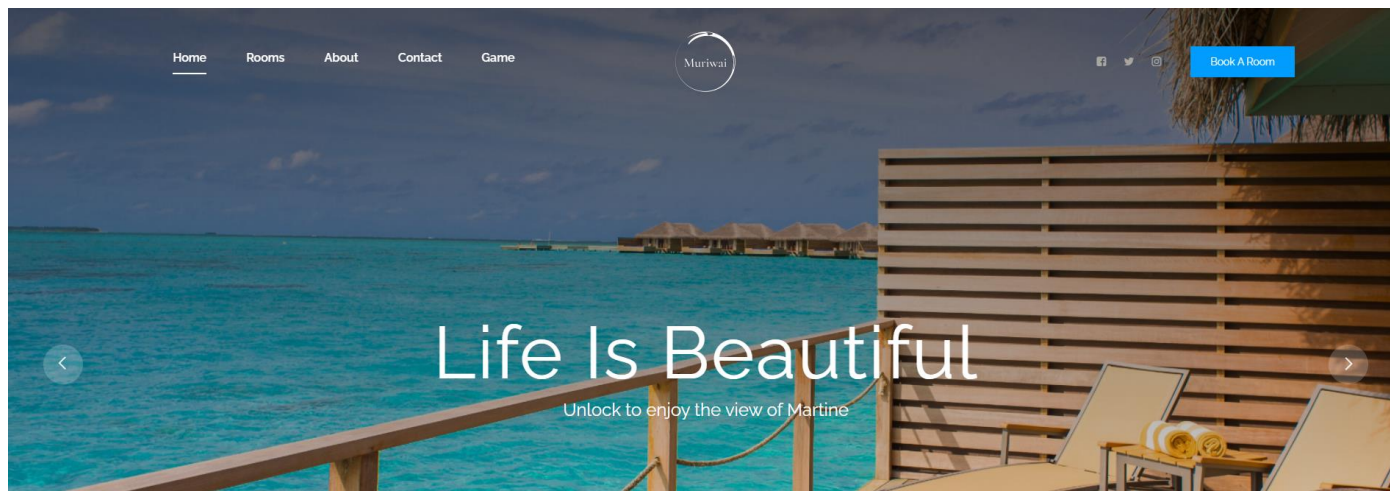 Home Rooms About Contact Game
Muriwai
Book A Room
Life Is Beautiful
Unlock to enjoy the view of Martine